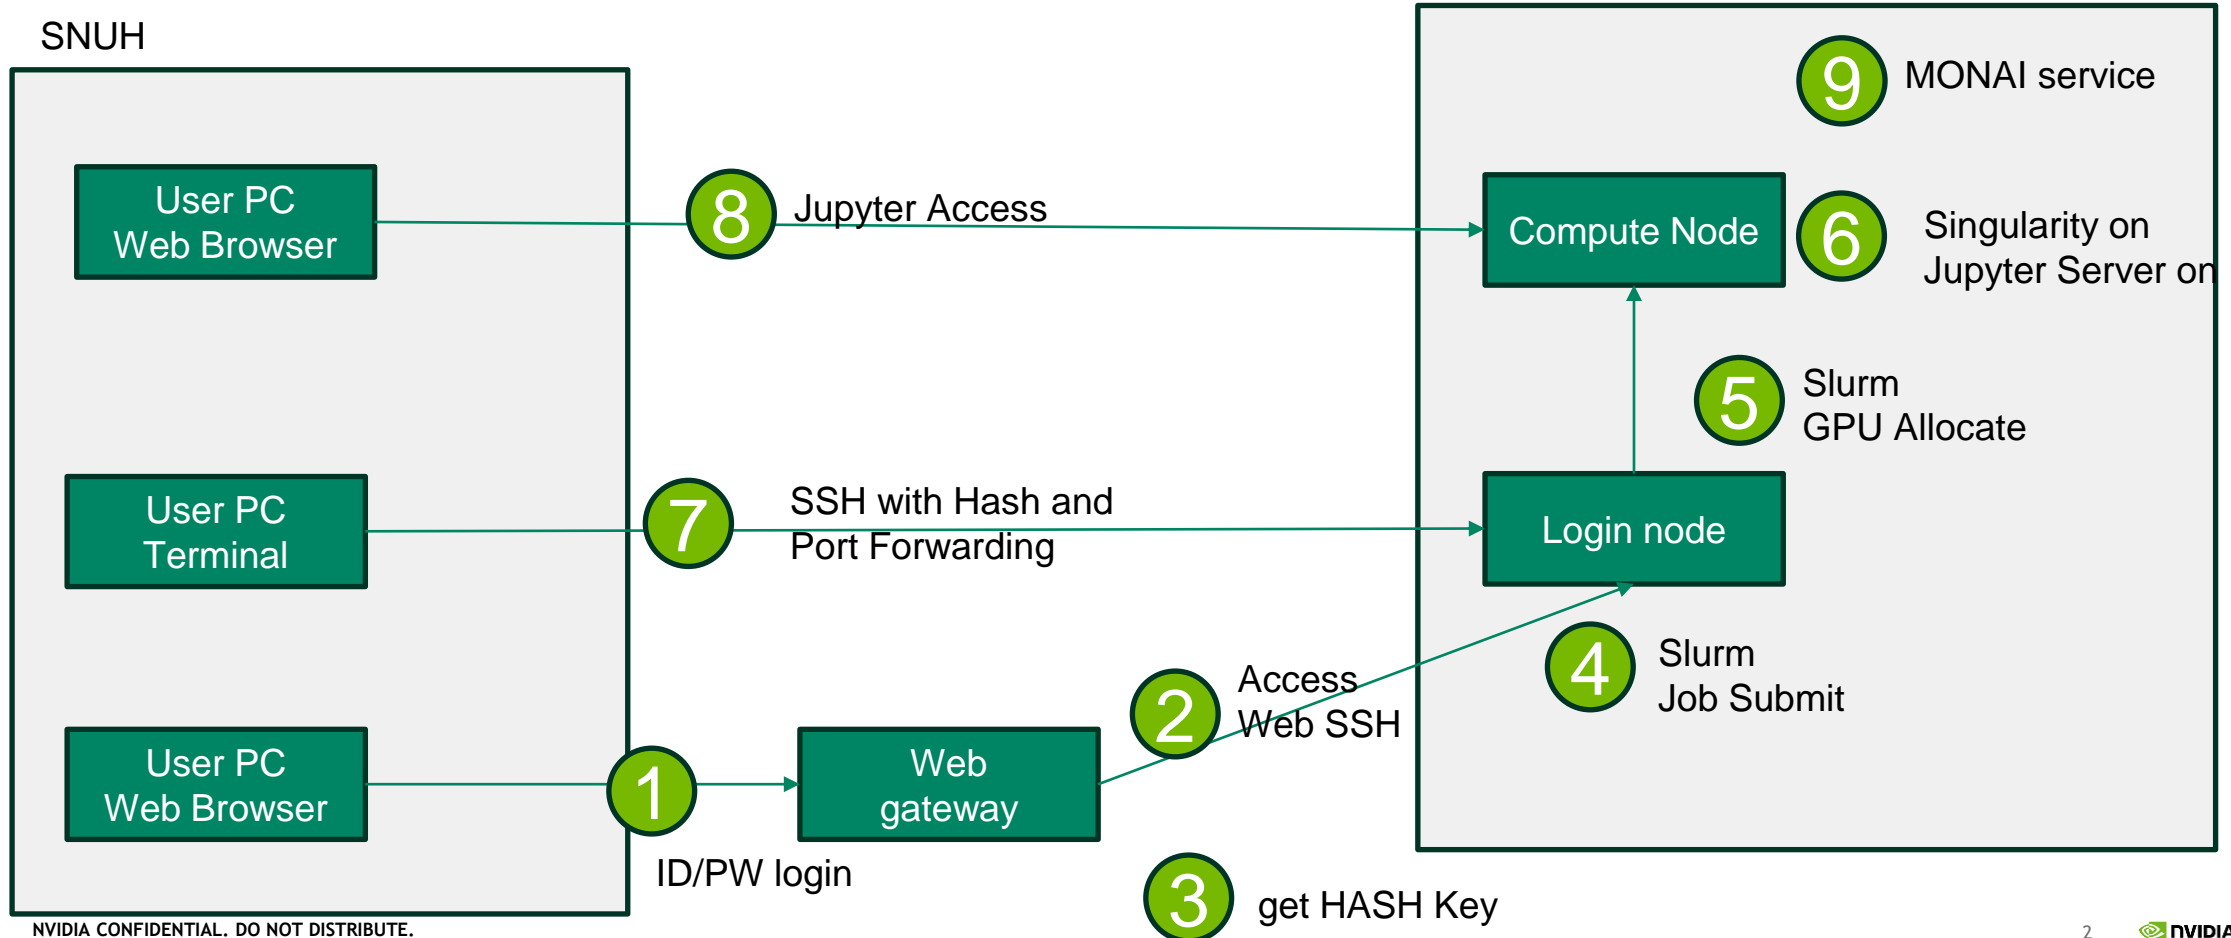 SNUH
9
MONAI service
User PC
Web Browser
8
Jupyter Access
Compute Node
6
Singularity on
Jupyter Server on
5
Slurm
GPU Allocate
User PC
Terminal
7
SSH with Hash and
Port Forwarding
Login node
4
Slurm
Job Submit
2
Access
Web SSH
User PC
Web Browser
1
ID/PW login
Web
gateway
3
get HASH Key
NVIDIA CONFIDENTIAL. DO NOT DISTRIBUTE.
2
NVIDIA